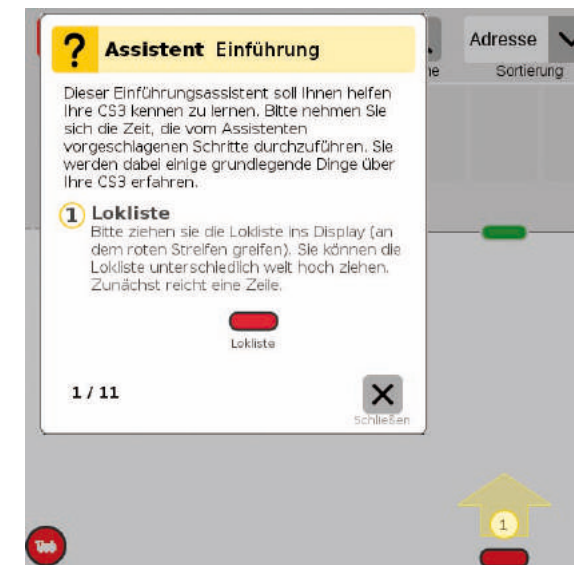 ? Assistent Einführung
Adresse
ne
Sortierung
Dieser Einführungsassistent soll Ihnen helfen
Ihre CS3 kennen zu lernen. Bitte nehmen Sie
sich die Zeit, die vom Assistenten
vorgeschlagenen Schritte durchzuführen. Sie
werden dabei einige grundlegende Dinge über
Ihre CS3 erfahren.
1 Lokliste
Bitte ziehen sie die Lokliste ins Display (an
dem roten Streifen greifen). Sie können die
Lokliste unterschiedlich weit hoch ziehen.
Zunächst reicht eine Zeile.
Lokliste
1 / 11
Schließen
1